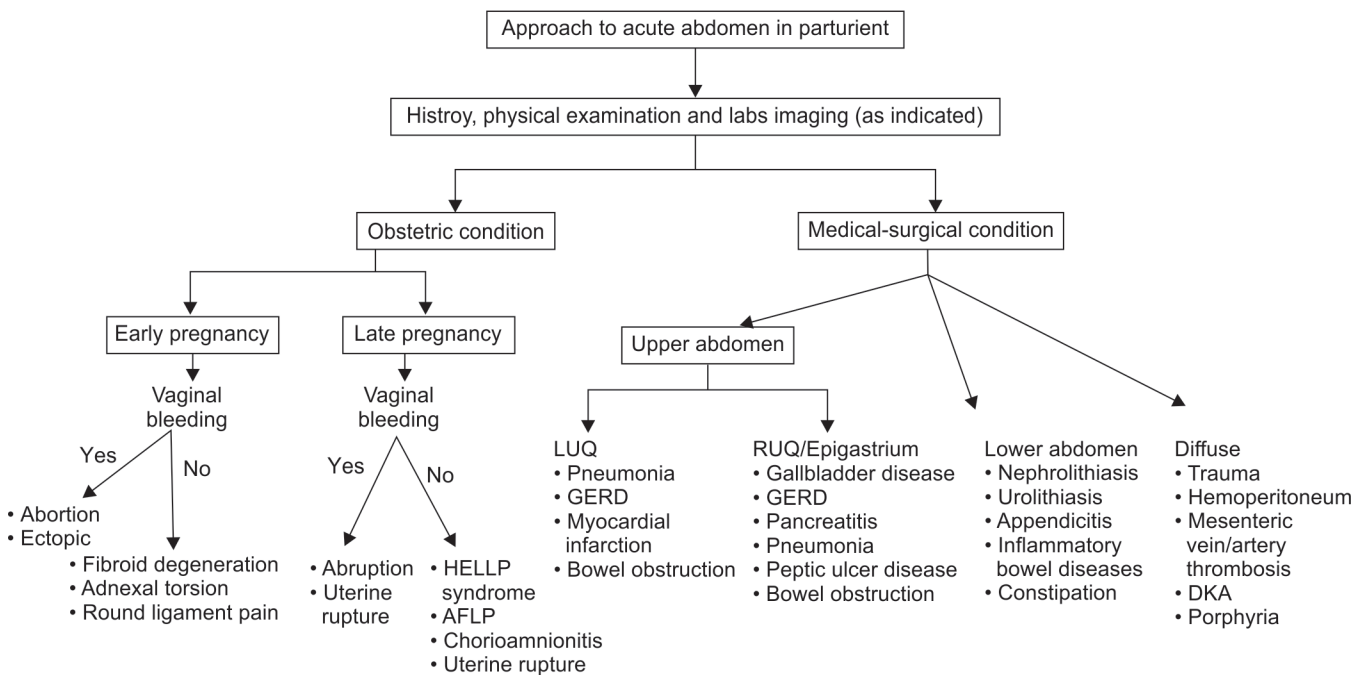 Approach to acute abdomen in parturient
Histroy, physical examination and labs imaging (as indicated)
Obstetric condition
Medical-surgical condition
Early pregnancy
Late pregnancy
Upper abdomen
Vaginal
bleeding
Yes
No
• Abortion
• Ectopic
• Fibroid degeneration
• Adnexal torsion
• Round ligament pain
Vaginal
bleeding
Yes
No
• Abruption
• Uterine
rupture
• HELLP
syndrome
• AFLP
• Chorioamnionitis
• Uterine rupture
LUQ
• Pneumonia
• GERD
• Myocardial
infarction
• Bowel obstruction
RUQ/Epigastrium
• Gallbladder disease
• GERD
• Pancreatitis
• Pneumonia
• Peptic ulcer disease
• Bowel obstruction
Lower abdomen
• Nephrolithiasis
• Urolithiasis
• Appendicitis
• Inflammatory
bowel diseases
• Constipation
Diffuse
• Trauma
• Hemoperitoneum
• Mesenteric
vein/artery
thrombosis
• DKA
• Porphyria